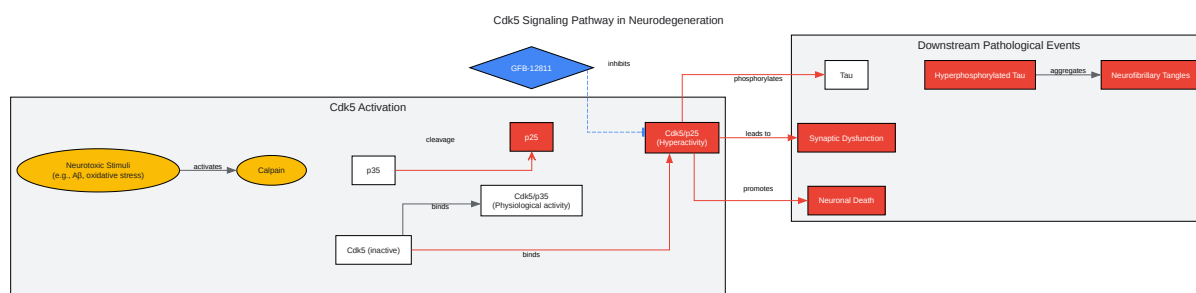 Cdk5 Signaling Pathway in Neurodegeneration
GFB-12811
inhibits
Downstream Pathological Events
phosphorylates
Tau
Hyperphosphorylated Tau
aggregates
Neurofibrillary Tangles
Cdk5 Activation
cleavage
p25
Cdk5/p25
(Hyperactivity)
leads to
Synaptic Dysfunction
Neurotoxic Stimuli
(e.g., Aβ, oxidative stress)
activates
Calpain
p35
Cdk5/p35
(Physiological activity)
binds
promotes
Neuronal Death
Cdk5 (inactive)
binds